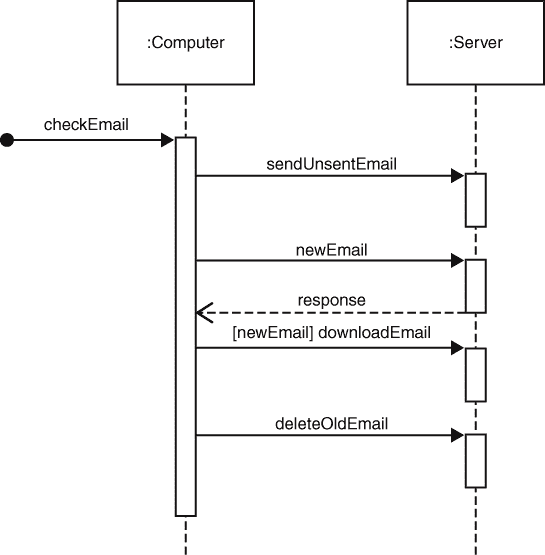 :Computer
:Server
checkEmail
sendUnsentEmail
newEmail
response
[newEmail] downloadEmail
deleteOldEmail